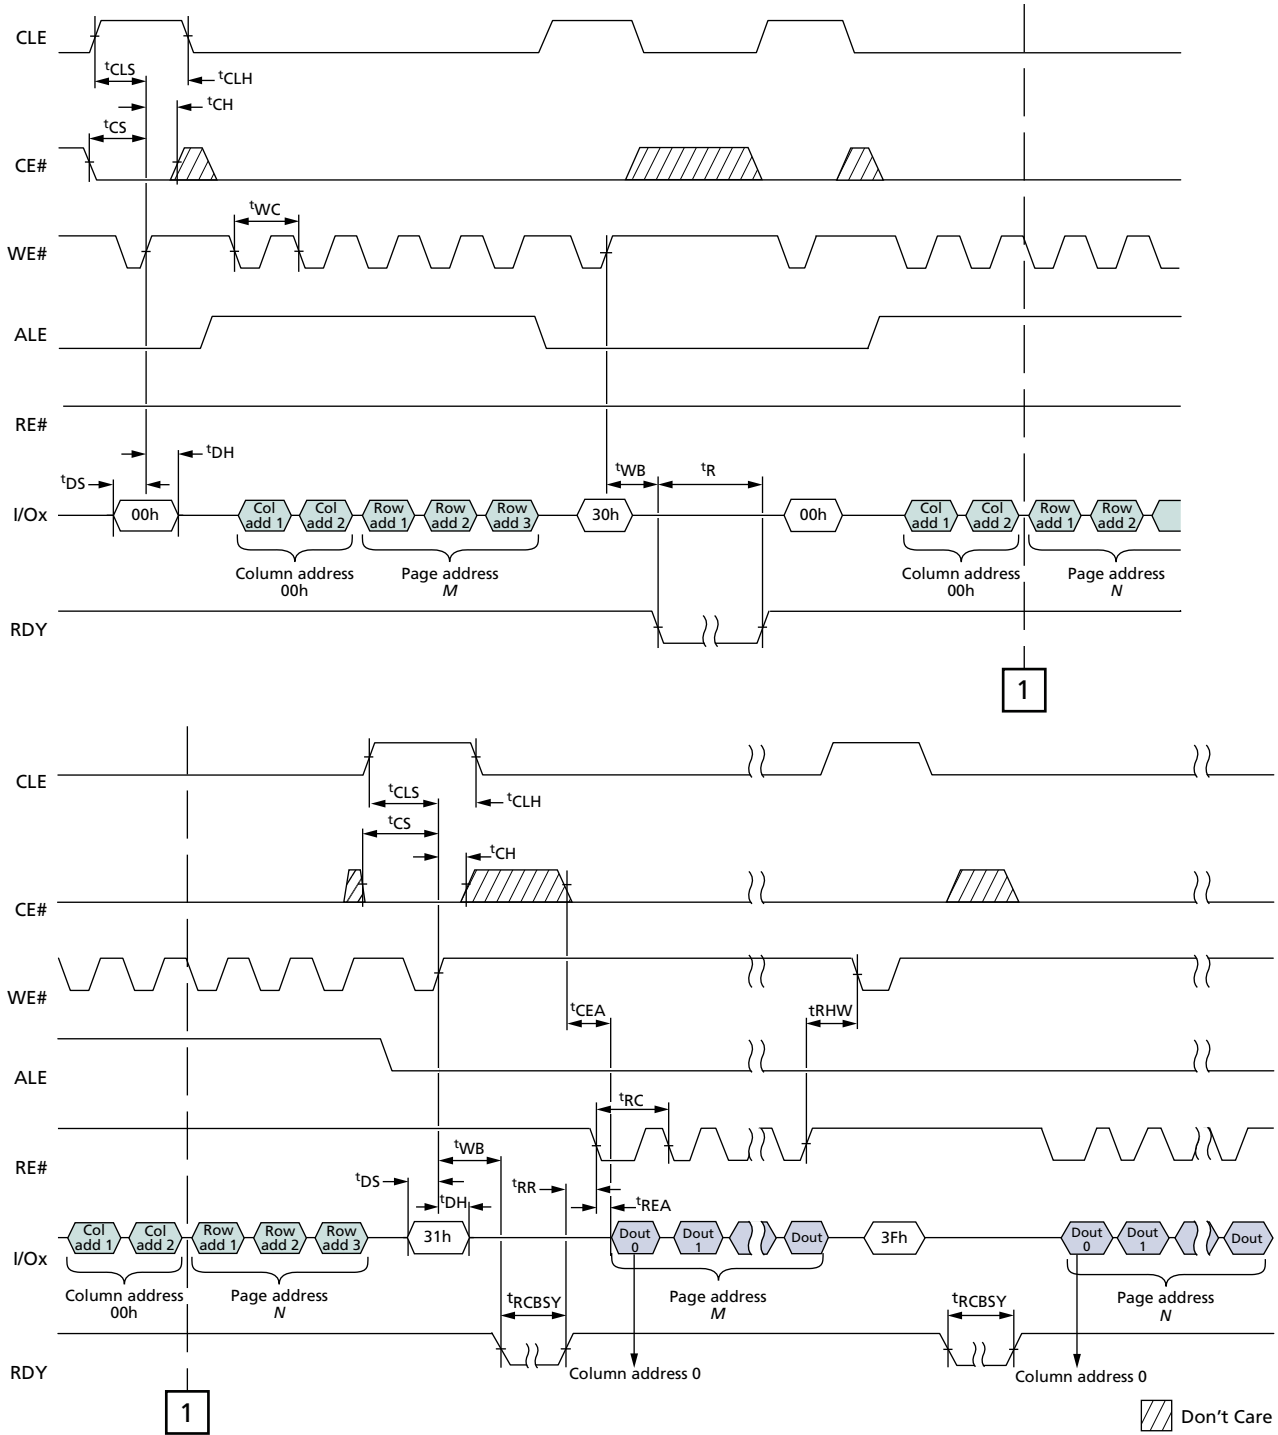 CLE
tCLS
tCLH
tCH
tCS
CE#
tWC
WE#
ALE
RE#
tDH
tDS
tWB
tR
I/Ox
00h
Col add 1
Col add 2
Row add 1
Row add 2
Row add 3
30h
00h
Col add 1
Col add 2
Row add 1
Row add 2
Column address
00h
Page address
M
Column address
00h
Page address
N
RDY
1
CLE
tCLS
tCLH
tCS
tCH
CE#
WE#
tCEA
tRHW
ALE
tRC
RE#
tWB
tDS
tDH
tRR
tREA
I/Ox
Col add 1
Col add 2
Row add 1
Row add 2
Row add 3
31h
Dout 0
Dout 1
Dout
3Fh
Dout 0
Dout 1
Dout
Column address
00h
Page address
N
tRCBSY
Page address
M
tRCBSY
Page address
N
RDY
Column address 0
Column address 0
1
Don't Care